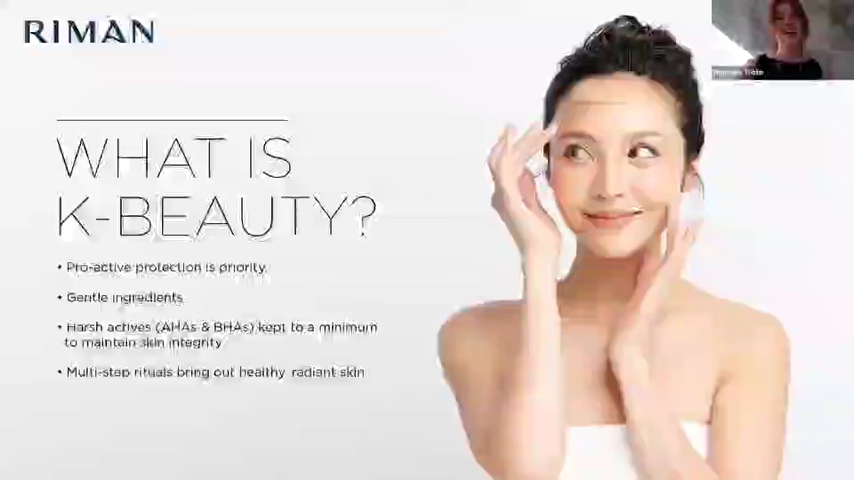 RIMAN
WHAT IS
K-BEAUTY?
• Pro-active protection is priority.
• Gentle ingredients
• Harsh actives (AHAs & BHAs) kept to a minimum
to maintain skin integrity
• Multi-step rituals bring out healthy radiant skin